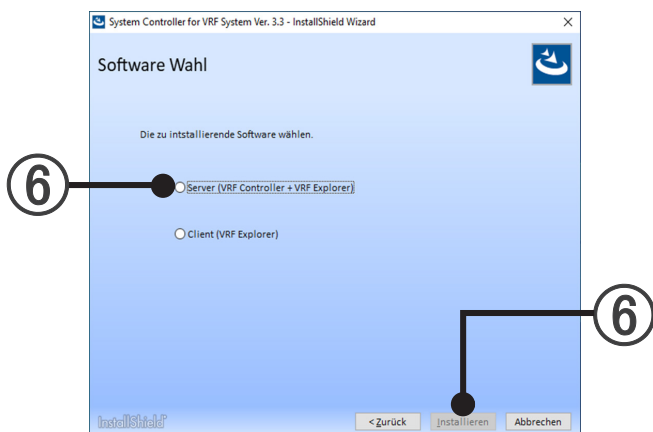 System Controller for VRF System Ver. 3.3 - InstallShield Wizard
Software Wahl
Die zu intstallierende Software wählen.
6
Server (VRF Controller + VRF Explorer)
Client (VRF Explorer)
6
InstallShield
< Zurück Installieren Abbrechen